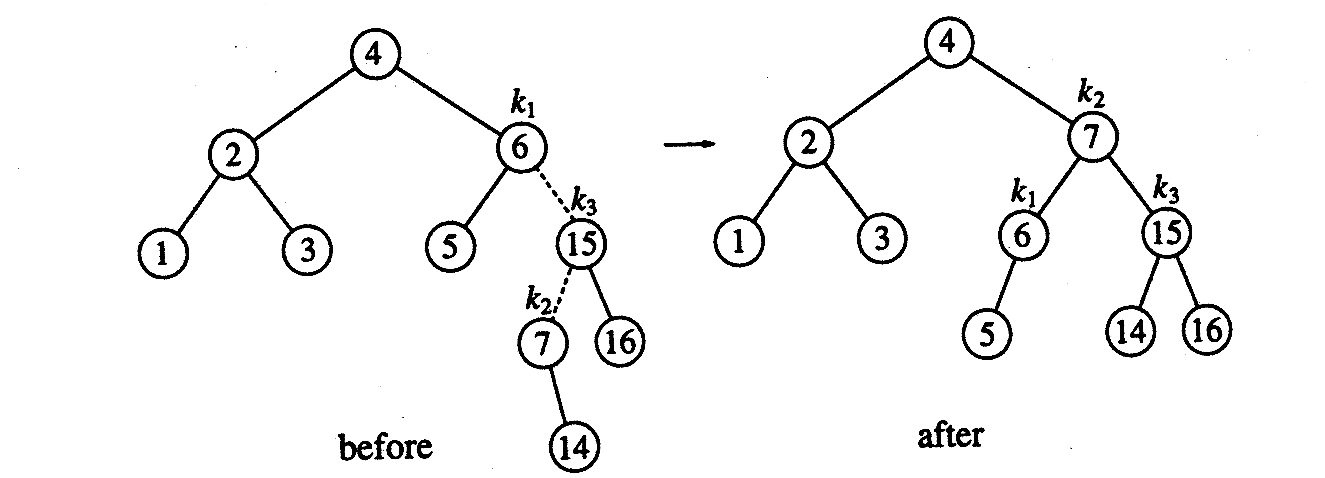 4 4
k1 k2
2 6 2 7
k3 k1 k3
1 3 5 15 1 3 6 15
k2
7 16 5 14 16
before after
14